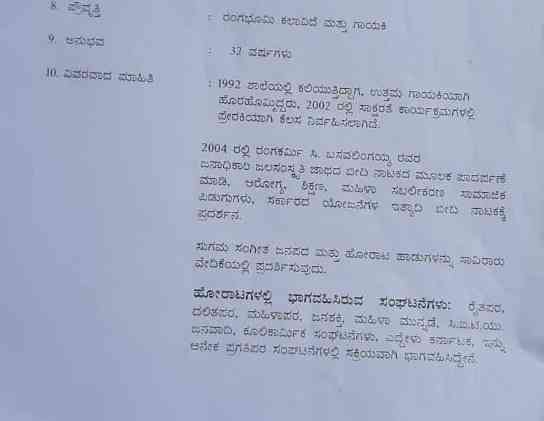 8. ಪ್ರೌವೃತ್ತಿ : ರಂಗಭೂಮಿ ಕಲಾವಿದೆ ಮತ್ತು ಗಾಯಕಿ
9. ಅನುಭವ : 32 ವರ್ಷಗಳು
10. ವಿವರವಾದ ಮಾಹಿತಿ : 1992 ಶಾಲೆಯಲ್ಲಿ ಕಲಿಯುತ್ತಿದ್ದಾಗ, ಉತ್ತಮ ಗಾಯಕಿಯಾಗಿ
ಹೊರಹೊಮ್ಮಿದ್ದರು, 2002 ರಲ್ಲಿ ಸಾಕ್ಷರತೆ ಕಾರ್ಯಕ್ರಮಗಳಲ್ಲಿ
ಪ್ರೇರಕಿಯಾಗಿ ಕೆಲಸ ನಿರ್ವಹಿಸಲಾಗಿದೆ.
2004 ರಲ್ಲಿ ರಂಗಕರ್ಮಿ ಸಿ. ಬಸವಲಿಂಗಯ್ಯ ರವರ
ಜನಾಧಿಕಾರ ಜಲಸಂಸ್ಕೃತಿ ಜಾಥದ ಬೀದಿ ನಾಟಕದ ಮೂಲಕ ಪಾದರ್ಪಣೆ
ಮಾಡಿ, ಆರೋಗ್ಯ, ಶಿಕ್ಷಣ, ಮಹಿಳಾ ಸಬಲೀಕರಣ ಸಾಮಾಜಿಕ
ಪಿಡುಗುಗಳು, ಸರ್ಕಾರದ ಯೋಜನೆಗಳ ಇತ್ಯಾದಿ ಬೀದಿ ನಾಟಕಕ್ಕೆ
ಪ್ರದರ್ಶನ.
ಸುಗಮ ಸಂಗೀತ ಜನಪದ ಮತ್ತು ಹೋರಾಟ ಹಾಡುಗಳನ್ನು ಸಾವಿರಾರು
ವೇದಿಕೆಯಲ್ಲಿ ಪ್ರದರ್ಶಿಸುವುದು.
ಹೋರಾಟಗಳಲ್ಲಿ ಭಾಗವಹಿಸಿರುವ ಸಂಘಟನೆಗಳು: ರೈತಪರ,
ದಲಿತಪರ, ಮಹಿಳಾಪರ, ಜನಶಕ್ತಿ, ಮಹಿಳಾ ಮುನ್ನಡೆ, ಸಿ.ಐ.ಟಿ.ಯು.
ಜನವಾದಿ, ಕೂಲಿಕಾರ್ಮಿಕ ಸಂಘಟನೆಗಳು, ಎದ್ದೇಳು ಕರ್ನಾಟಕ, ಇನ್ನು
ಅನೇಕ ಪ್ರಗತಿಪರ ಸಂಘಟನೆಗಳಲ್ಲಿ ಸಕ್ರಿಯವಾಗಿ ಭಾಗವಹಿಸಿದ್ದೇನೆ.